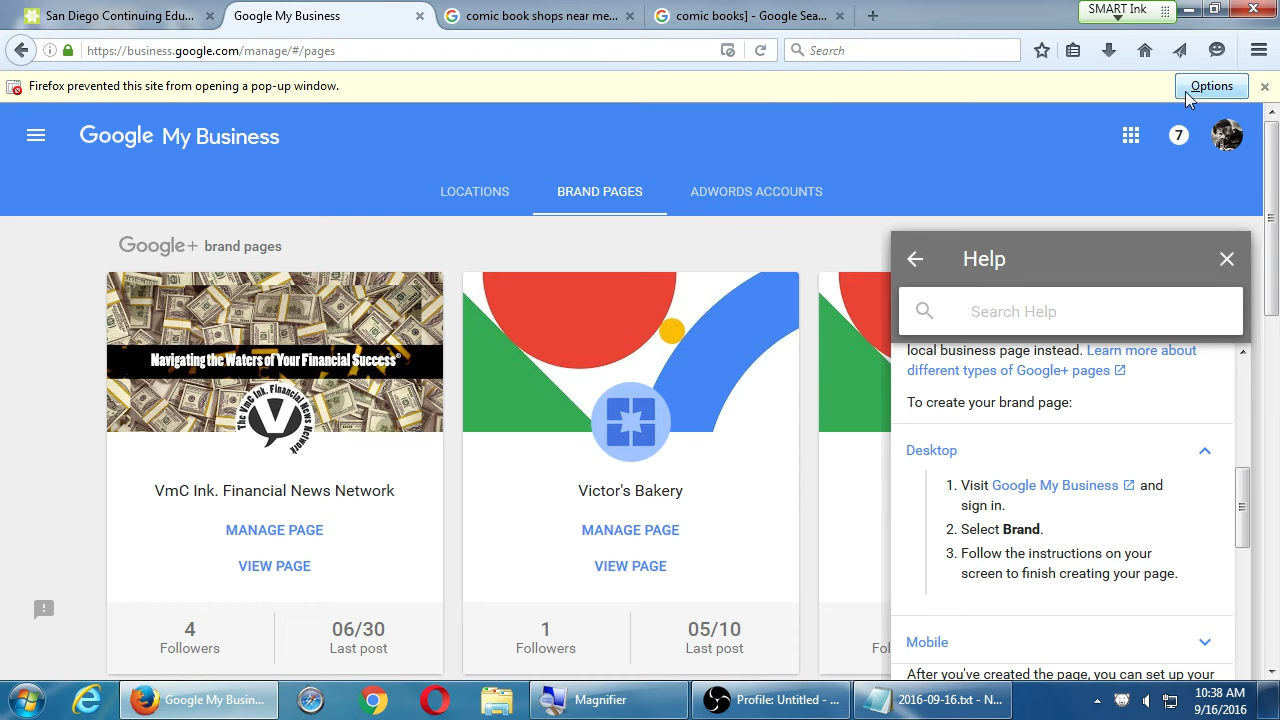 San Diego Continuing Edu...
Google My Business
comic book shops near me...
comic books] - Google Sea...
SMART Ink
https://business.google.com/manage/#/pages
Search
Firefox prevented this site from opening a pop-up window.
Options
Google My Business
7
LOCATIONS
BRAND PAGES
ADWORDS ACCOUNTS
Google+ brand pages
Navigating the Waters of Your Financial Success®
The VmC Ink. Financial News Network
V
VmC Ink. Financial News Network
MANAGE PAGE
VIEW PAGE
4
Followers
06/30
Last post
Victor's Bakery
MANAGE PAGE
VIEW PAGE
1
Followers
05/10
Last post
Fol
Help
Search Help
local business page instead. Learn more about
different types of Google+ pages
To create your brand page:
Desktop
1. Visit Google My Business and
sign in.
2. Select Brand.
3. Follow the instructions on your
screen to finish creating your page.
Mobile
After you've created the page, you can set up your
Google My Busin...
Magnifier
Profile: Untitled - ...
2016-09-16.txt - N...
10:38 AM
9/16/2016